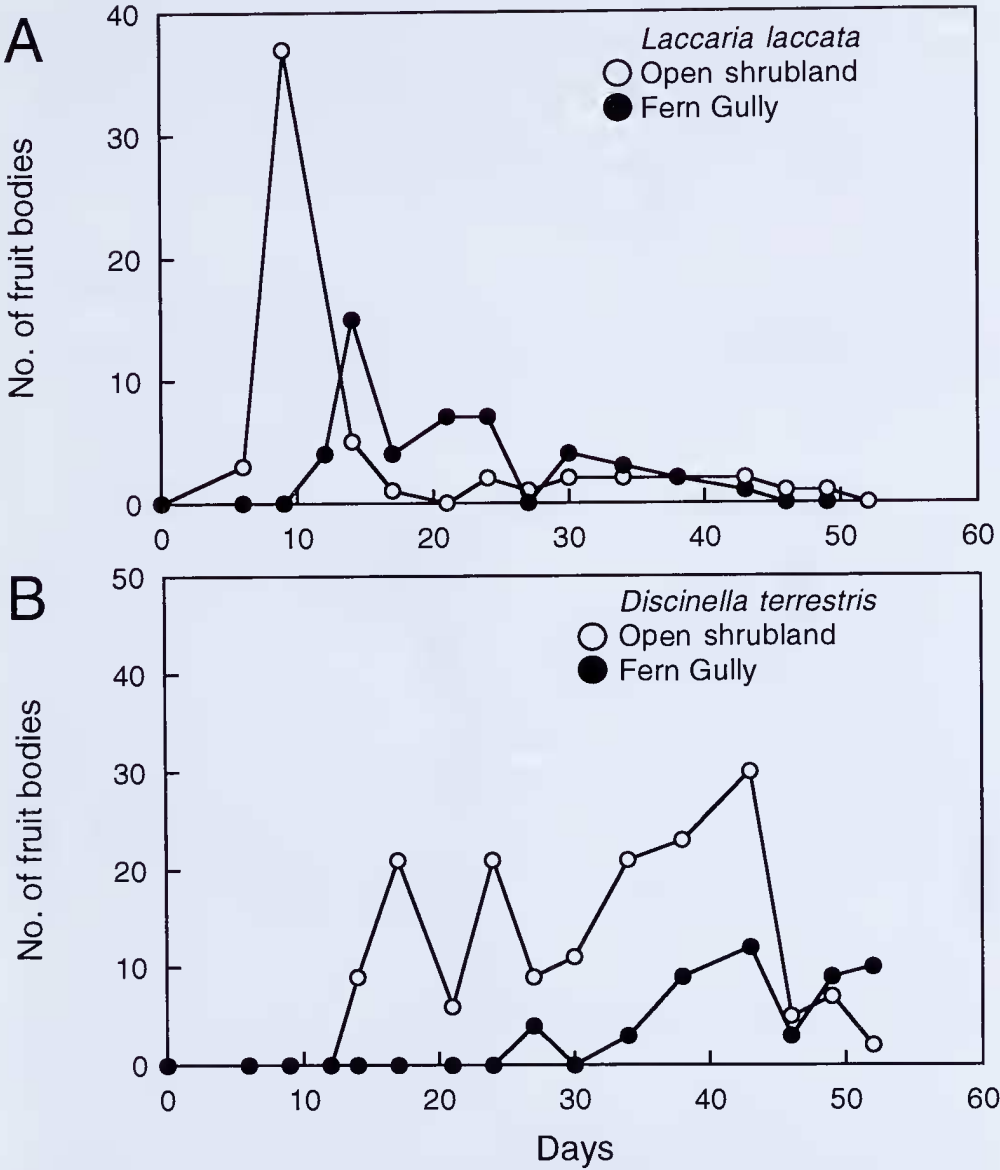 A
No. of fruit bodies
40
30
20
10
0
Laccaria laccata
Open shrubland
Fern Gully
0 10 20 30 40 50 60
B
No. of fruit bodies
50
40
30
20
10
0
Discinella terrestris
Open shrubland
Fern Gully
0 10 20 30 40 50 60
Days